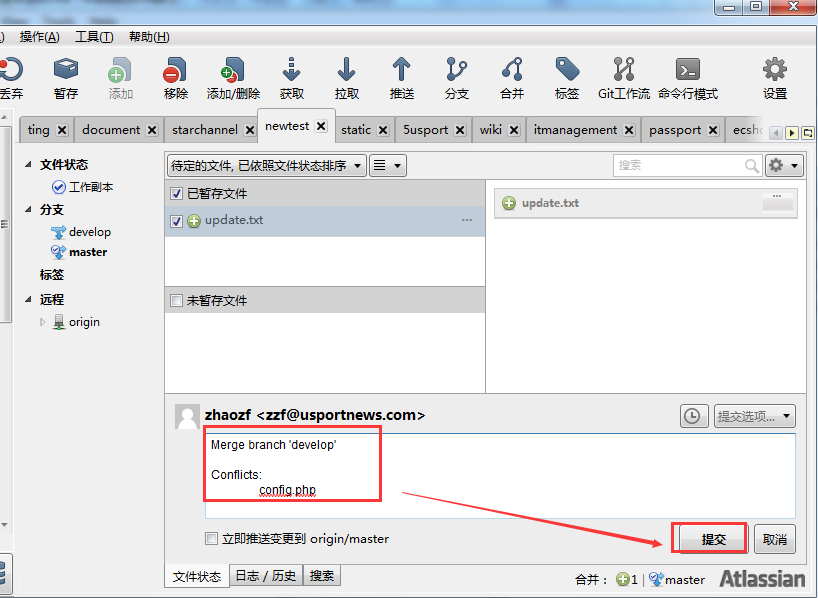 操作(A) 工具(T) 帮助(H)
丢弃 暂存 添加 移除 添加/删除 获取 拉取 推送 分支 合并 标签 Git工作流 命令行模式 设置
ting document starchannel newtest static 5usport wiki itmanagement passport
文件状态
工作副本
分支
develop
master
标签
远程
origin
待定的文件, 已依照文件状态排序
搜索
已暂存文件
update.txt ...
未暂存文件
update.txt ...
zhaozf <zzf@usportnews.com>
提交选项...
Merge branch 'develop'
Conflicts:
config.php
立即推送变更到 origin/master
提交 取消
文件状态 日志 / 历史 搜索
合并： 1 master Atlassian